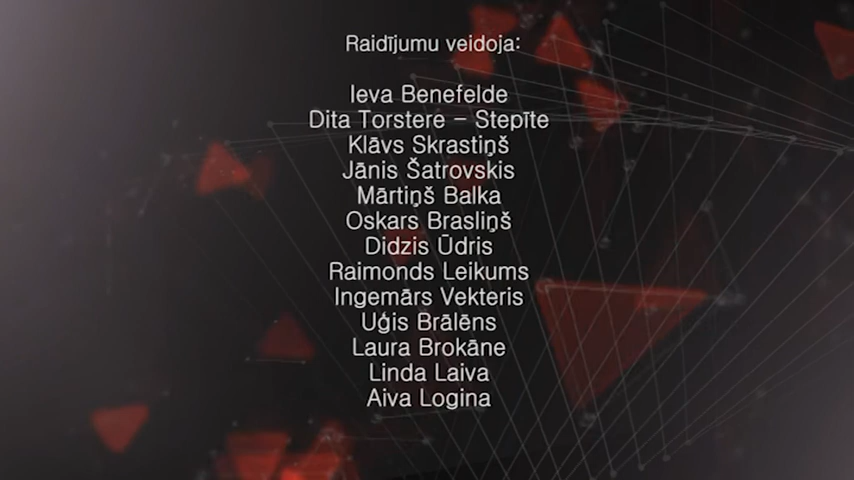 Raidījumu veidoja:
Ieva Benefelde
Dita Torstere – Stepīte
Klāvs Skrastiņš
Jānis Šatrovskis
Mārtiņš Balka
Oskars Brasliņš
Didzis Ūdris
Raimonds Leikums
Ingemārs Vekteris
Uģis Brālēns
Laura Brokāne
Linda Laiva
Aiva Logina